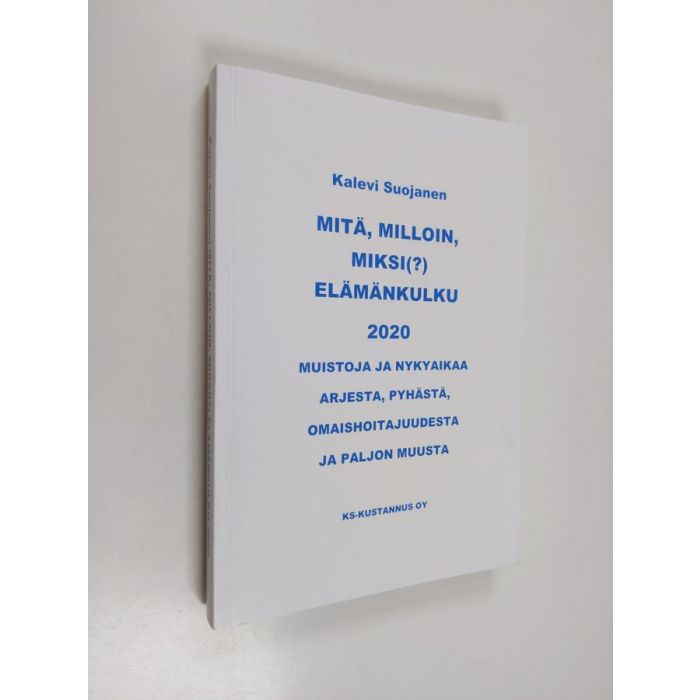 Kalevi Suojanen
MITÄ, MILLOIN,
MIKSI(?)
ELÄMÄNKULKU
2020
MUISTOJA JA NYKYAIKAA
ARJESTA, PYHÄSTÄ,
OMAISHOITAJUUDESTA
JA PALJON MUUSTA
KS-KUSTANNUS OY